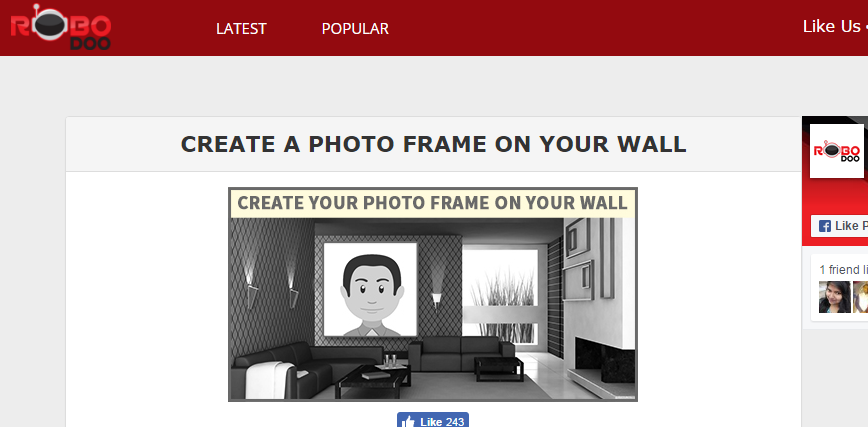 ROBO
DOO
LATEST
POPULAR
Like Us
CREATE A PHOTO FRAME ON YOUR WALL
CREATE YOUR PHOTO FRAME ON YOUR WALL
ROBO
DOO
Like P
1 friend li
Like 243